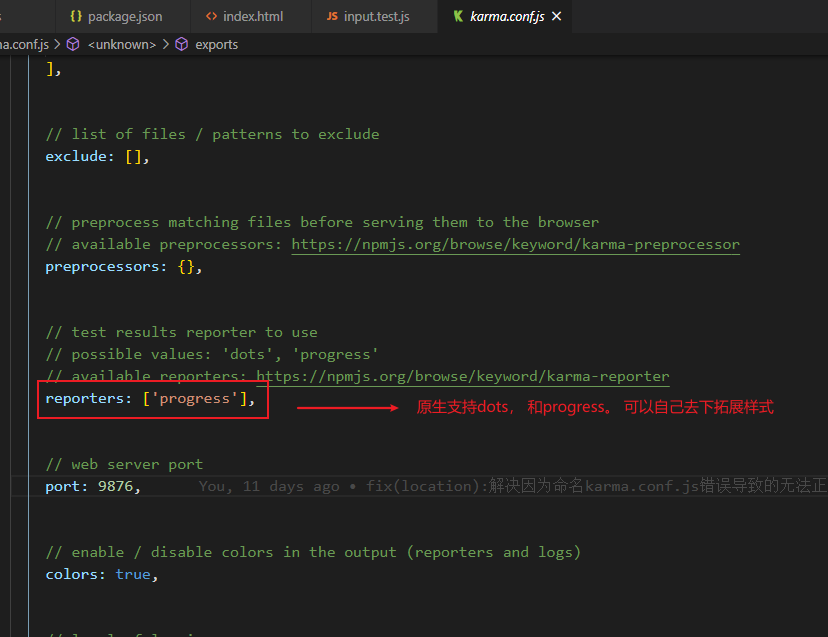 s
package.json
index.html
JS input.test.js
karma.conf.js
na.conf.js > <unknown> > exports
],
// list of files / patterns to exclude
exclude: [],
// preprocess matching files before serving them to the browser
// available preprocessors: https://npmjs.org/browse/keyword/karma-preprocessor
preprocessors: {},
// test results reporter to use
// possible values: 'dots', 'progress'
// available reporters: https://npmjs.org/browse/keyword/karma-reporter
reporters: ['progress'],
原生支持dots， 和progress。 可以自己去下拓展样式
// web server port
port: 9876, You, 11 days ago • fix(location):解决因为命名karma.conf.js错误导致的无法正
// enable / disable colors in the output (reporters and logs)
colors: true,